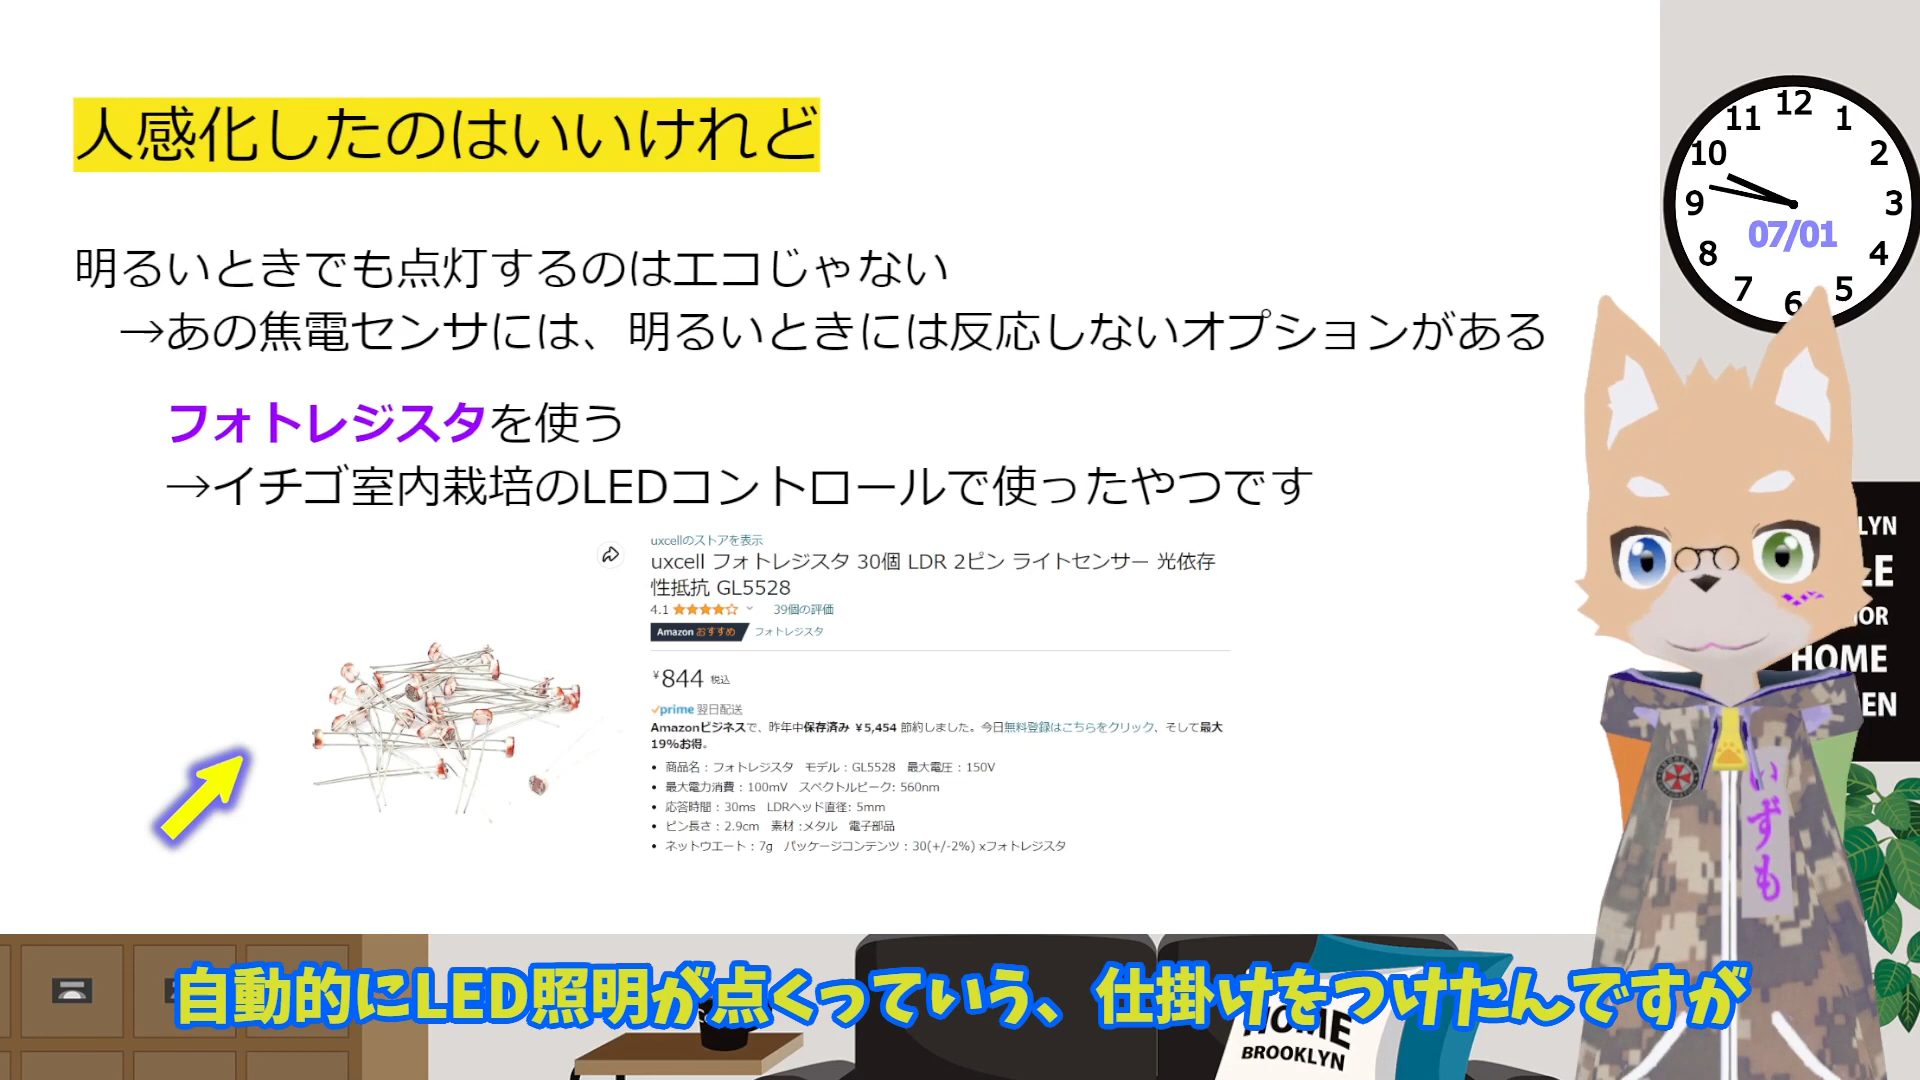 人感化したのはいいけれど
明るいときでも点灯するのはエコじゃない
→あの焦電センサには、明るいときには反応しないオプションがある
フォトレジスタを使う
→イチゴ室内栽培のLEDコントロールで使ったやつです
uxcellのストアを表示
uxcell フォトレジスタ 30個 LDR 2ピン ライトセンサー 光依存
性抵抗 GL5528
4.1 39個の評価
Amazon おすすめ フォトレジスタ
¥844 税込
prime 翌日配送
Amazonビジネスで、昨年中保存済み ¥5,454 節約しました。今日無料登録はこちらをクリック、そして最大
19%お得。
• 商品名：フォトレジスタ モデル：GL5528 最大電圧：150V
• 最大電力消費：100mV スペクトルピーク: 560nm
• 応答時間：30ms LDRヘッド直径: 5mm
• ピン長さ：2.9cm 素材 :メタル 電子部品
• ネットウエート：7g パッケージコンテンツ：30(+/-2%) xフォトレジスタ
12
11 1
10 2
9 3
07/01
8 4
7 5
6
LYN
LE
IOR
HOME
EN
いずも
自動的にLED照明が点くっていう、仕掛けをつけたんですが
HOME
BROOKLYN